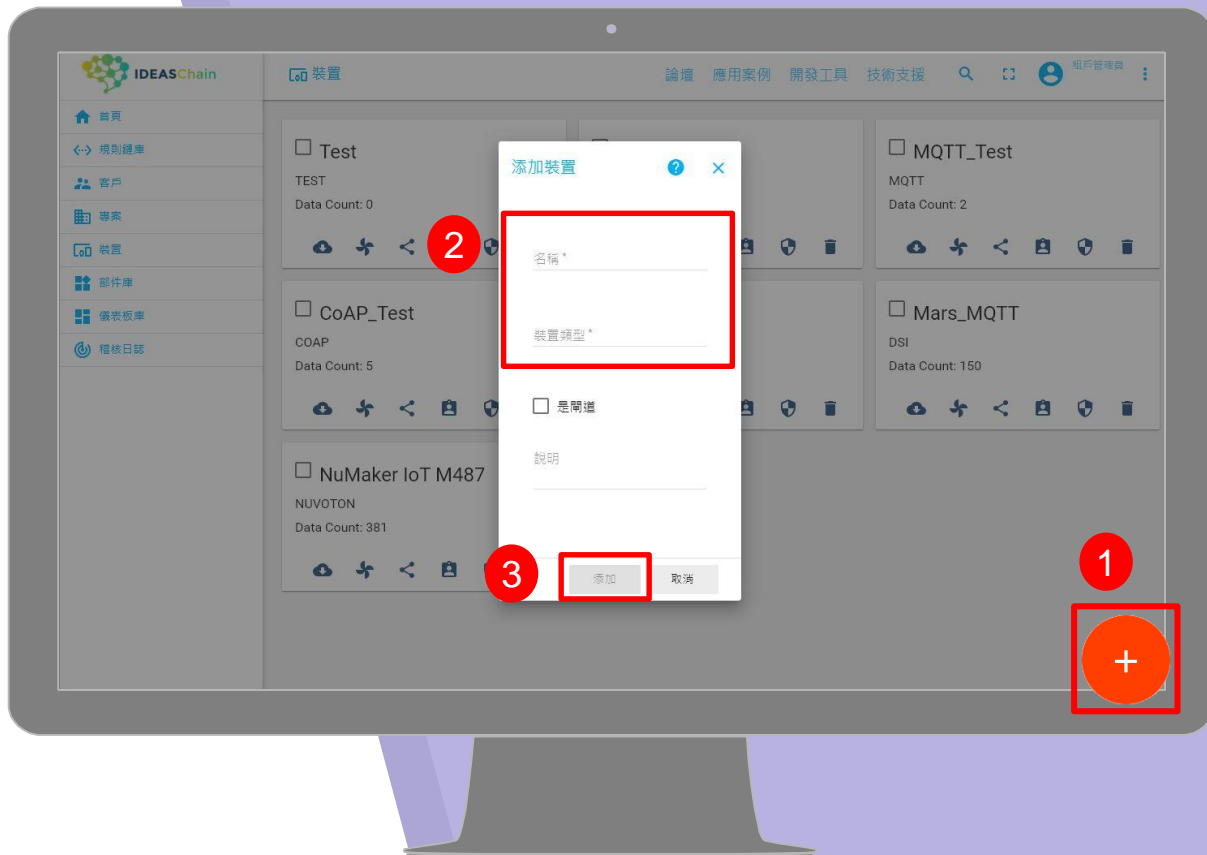 IDEASChain
裝置
論壇 應用案例 開發工具 技術支援
租戶管理員
首頁
規則鏈庫
客戶
專案
裝置
部件庫
儀表板庫
稽核日誌
Test
TEST
Data Count: 0
MQTT_Test
MQTT
Data Count: 2
CoAP_Test
COAP
Data Count: 5
Mars_MQTT
DSI
Data Count: 150
NuMaker IoT M487
NUVOTON
Data Count: 381
添加裝置
?
2
名稱*
裝置類型*
是閘道
說明
3
添加 取消
1
+